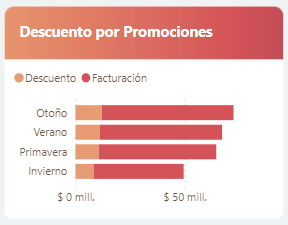 Descuento por Promociones
Descuento Facturación
Otoño
Verano
Primavera
Invierno
$ 0 mill. $ 50 mill.